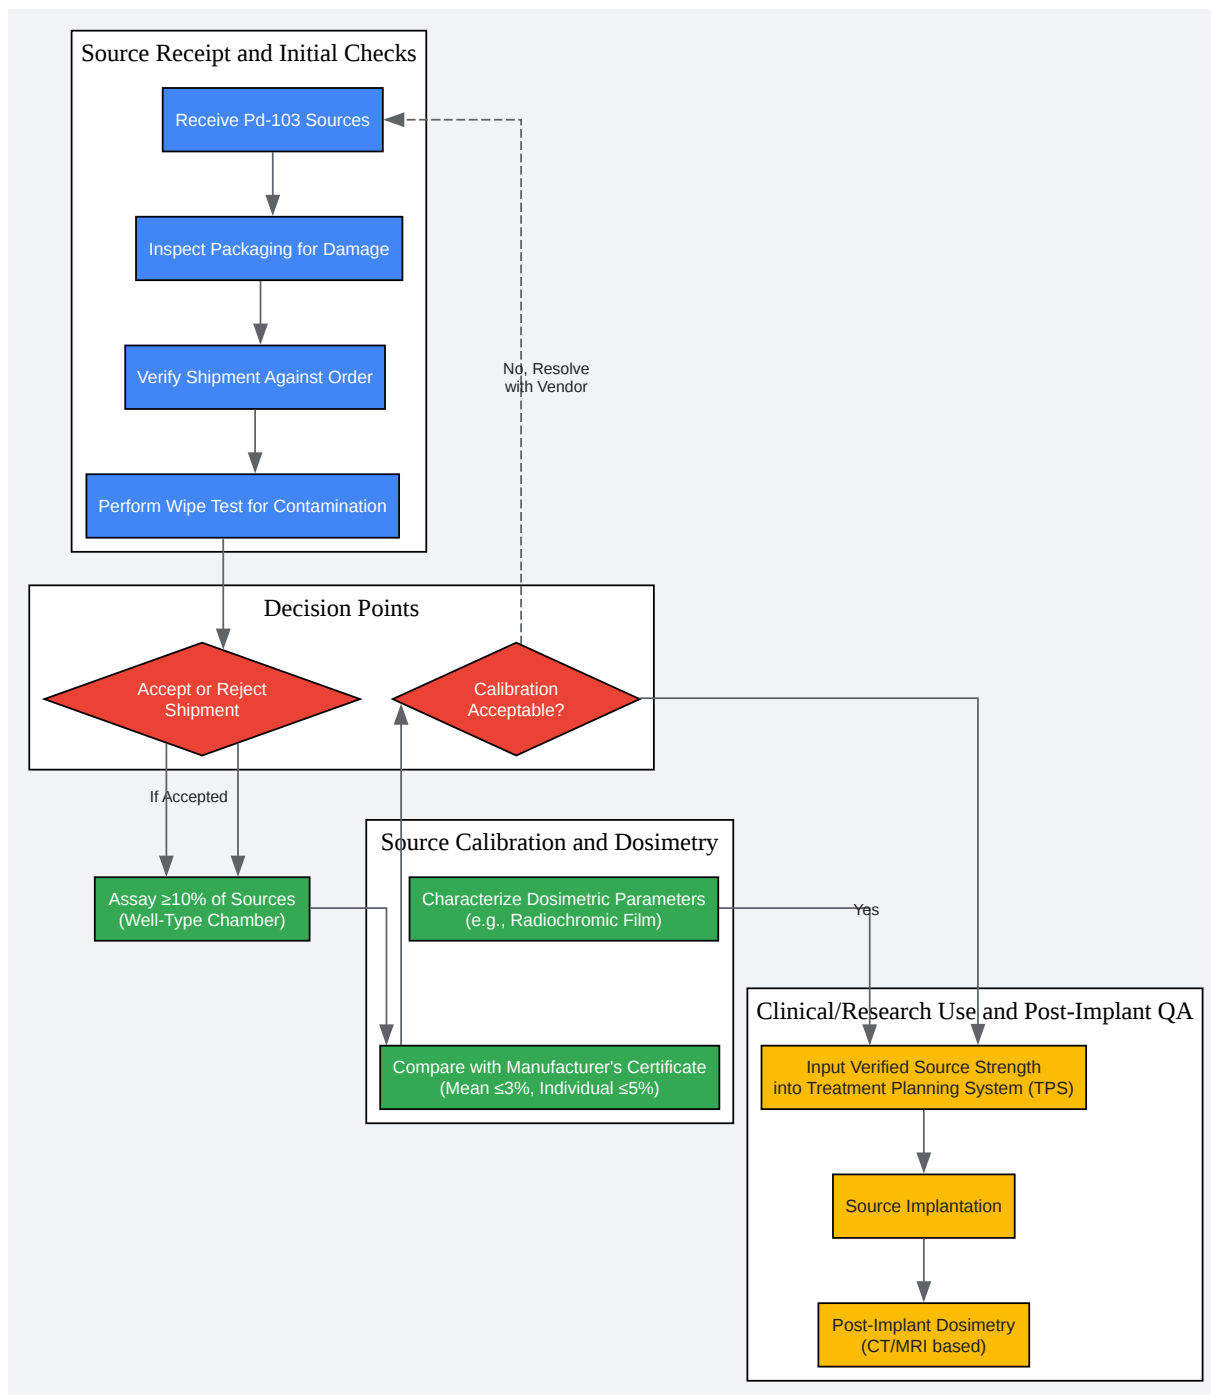 Source Receipt and Initial Checks
Receive Pd-103 Sources
Inspect Packaging for Damage
Verify Shipment Against Order
No, Resolve
with Vendor
Perform Wipe Test for Contamination
Decision Points
Accept or Reject
Shipment
Calibration
Acceptable?
If Accepted
Source Calibration and Dosimetry
Assay ≥10% of Sources
(Well-Type Chamber)
Characterize Dosimetric Parameters
(e.g., Radiochromic Film)
Yes
Clinical/Research Use and Post-Implant QA
Compare with Manufacturer's Certificate
(Mean ≤3%, Individual ≤5%)
Input Verified Source Strength
into Treatment Planning System (TPS)
Source Implantation
Post-Implant Dosimetry
(CT/MRI based)